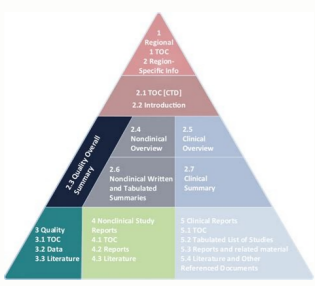 1
Regional
1 TOC
2 Region-
Specific Info
2.1 TOC [CTD]
2.2 Introduction
2.3 Quality Overall
Summary
2.4
Nonclinical
Overview
2.5
Clinical
Overview
2.6
Nonclinical Written
and Tabulated
Summaries
2.7
Clinical
Summary
3 Quality
3.1 TOC
3.2 Data
3.3 Literature
4 Nonclinical Study
Reports
4.1 TOC
4.2 Reports
4.3 Literature
5 Clinical Reports
5.1 TOC
5.2 Tabulated List of Studies
5.3 Reports and related material
5.4 Literature and Other
Referenced Documents